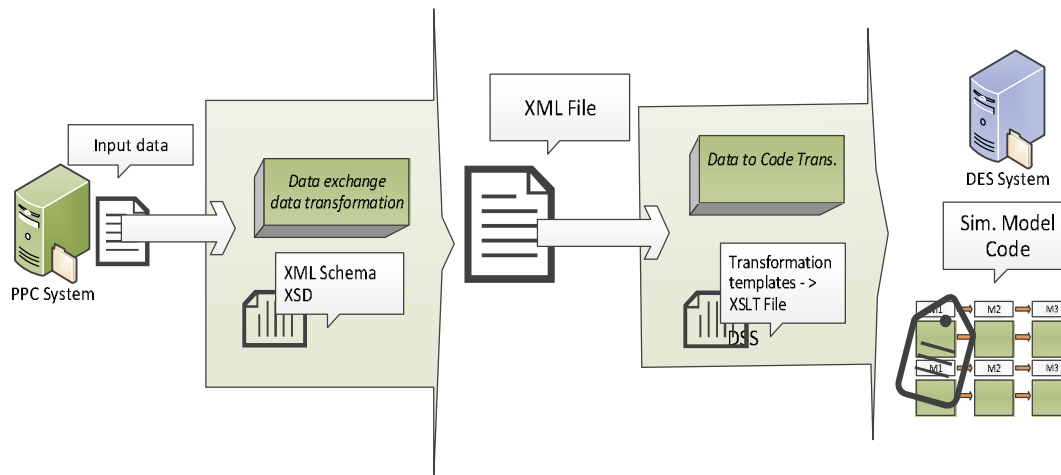 Input data
PPC System
Data exchange
data transformation
XML Schema
XSD
XML File
Data to Code Trans.
Transformation
templates - >
XSLT File
DSS
DES System
Sim. Model
Code
M1 M2 M3
M1 M2 M3